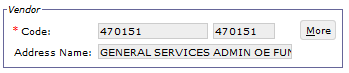 Vendor
* Code: 470151 470151 More
Address Name: GENERAL SERVICES ADMIN OE FUN